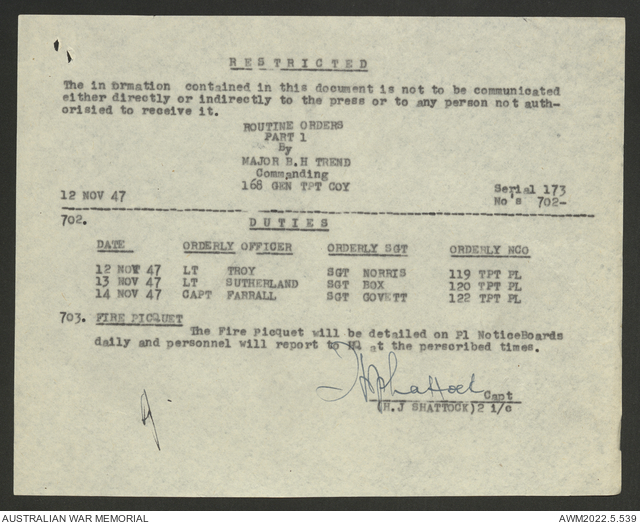 RESTRICTED
The information contained in this document is not to be communicated
either directly or indirectly to the press or to any person not auth-
orisied to receive it.
ROUTINE ORDERS
PART 1
By
MAJOR B.H TREND
Commanding
168 GEN TPT COY
12 NOV 47 Serial 173
No's 702-
702. DUTIES
DATE ORDERLY OFFICER ORDERLY SGT ORDERLY NCO
12 NOV 47 LT TROY SGT NORRIS 119 TPT PL
13 NOV 47 LT SUTHERLAND SGT BOX 120 TPT PL
14 NOV 47 CAPT FARRALL SGT COVETT 122 TPT PL
703. FIRE PICQUET
The Fire Picquet will be detailed on Pl NoticeBoards
daily and personnel will report to HQ at the perscribed times.
HJShattock Capt
(H.J SHATTOCK)2 i/c
AUSTRALIAN WAR MEMORIAL AWM2022.5.539